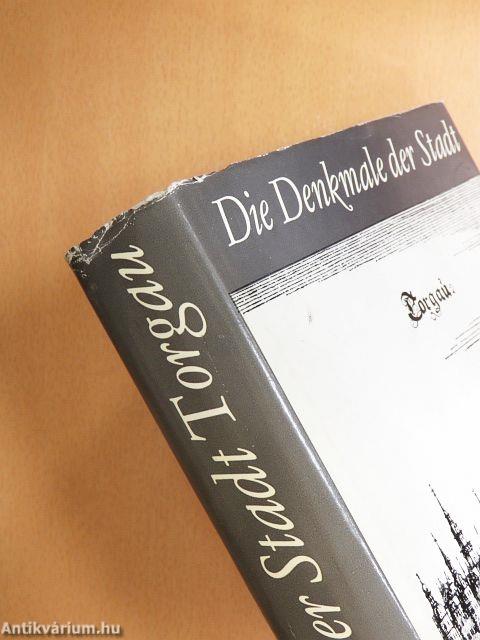 Die Denkmale der Stadt
Torgau
er Stadt Torgau
Antikvárium.hu